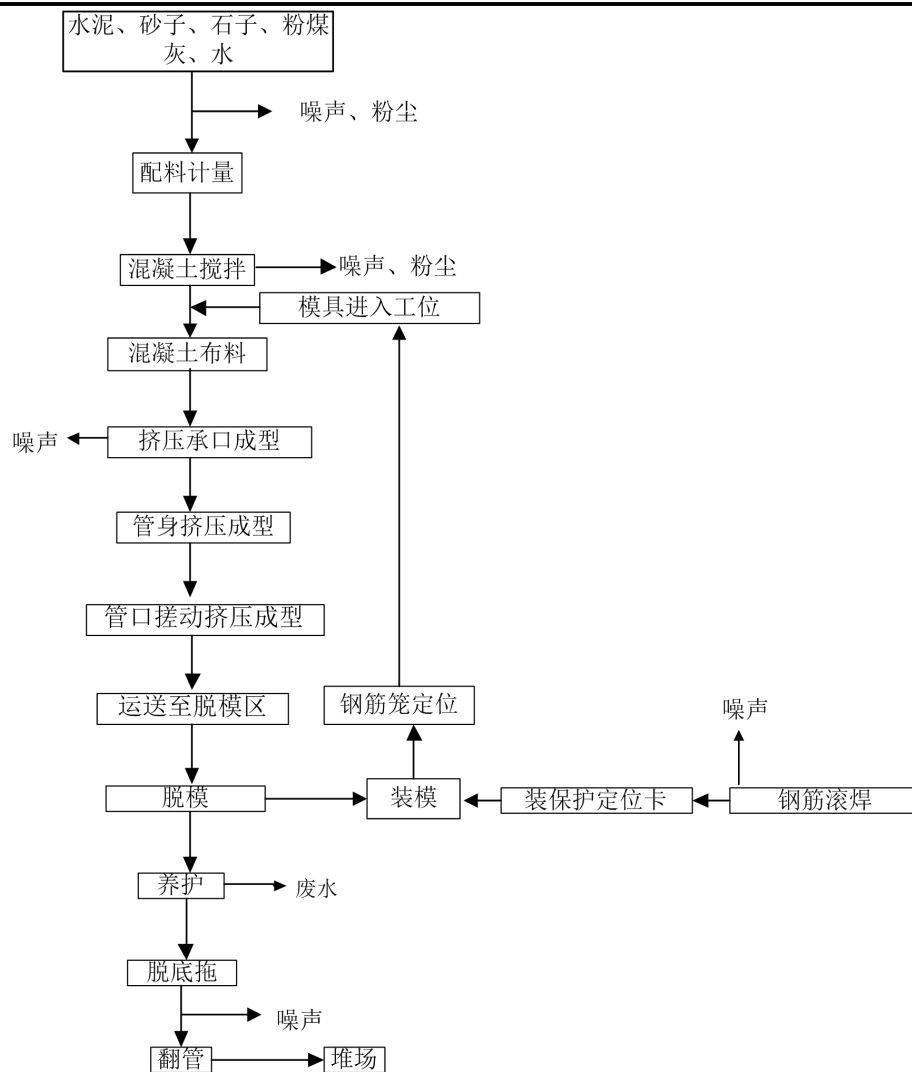 水泥、砂子、石子、粉煤
灰、水
噪声、粉尘
配料计量
混凝土搅拌
噪声、粉尘
模具进入工位
混凝土布料
噪声
挤压承口成型
管身挤压成型
管口搓动挤压成型
运送至脱模区
钢筋笼定位
噪声
脱模
装模
装保护定位卡
钢筋滚焊
养护
废水
脱底拖
噪声
翻管
堆场